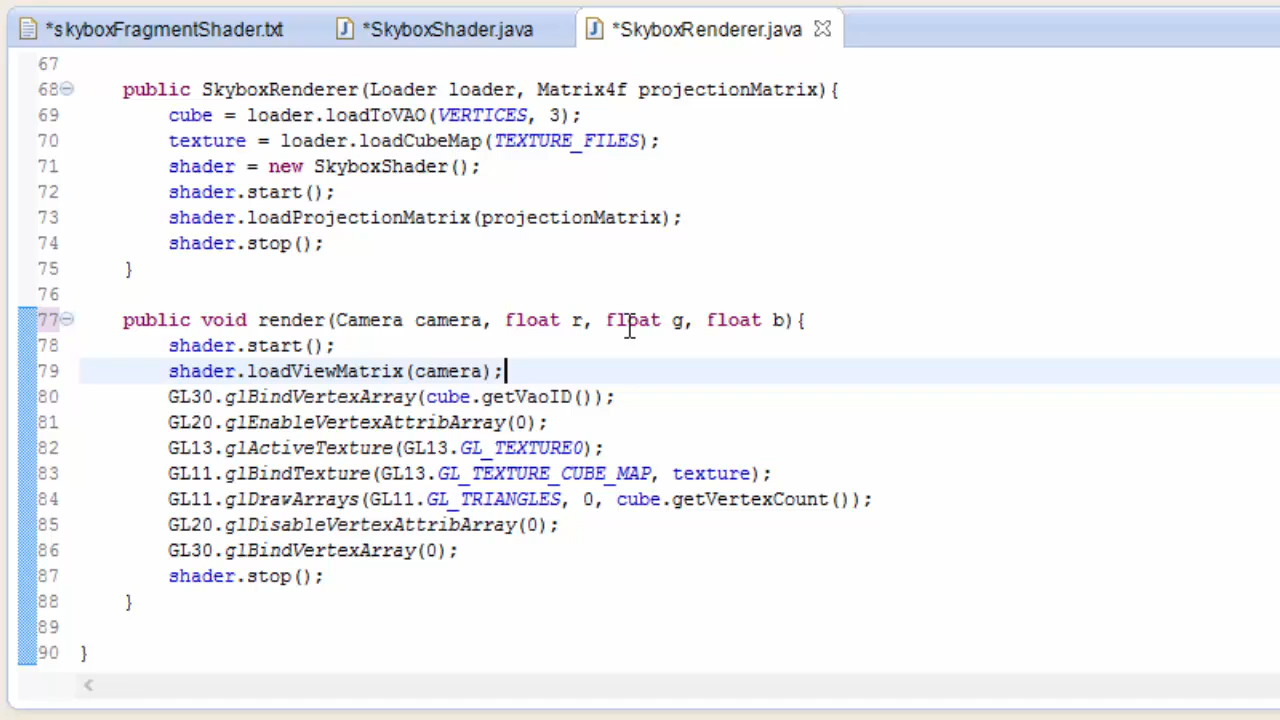 *skyboxFragmentShader.txt *SkyboxShader.java *SkyboxRenderer.java
67
68 public SkyboxRenderer(Loader loader, Matrix4f projectionMatrix){
69 cube = loader.loadToVAO(VERTICES, 3);
70 texture = loader.loadCubeMap(TEXTURE_FILES);
71 shader = new SkyboxShader();
72 shader.start();
73 shader.loadProjectionMatrix(projectionMatrix);
74 shader.stop();
75 }
76
77 public void render(Camera camera, float r, float g, float b){
78 shader.start();
79 shader.loadViewMatrix(camera);
80 GL30.glBindVertexArray(cube.getVaoID());
81 GL20.glEnableVertexAttribArray(0);
82 GL13.glActiveTexture(GL13.GL_TEXTURE0);
83 GL11.glBindTexture(GL13.GL_TEXTURE_CUBE_MAP, texture);
84 GL11.glDrawArrays(GL11.GL_TRIANGLES, 0, cube.getVertexCount());
85 GL20.glDisableVertexAttribArray(0);
86 GL30.glBindVertexArray(0);
87 shader.stop();
88 }
89
90 }